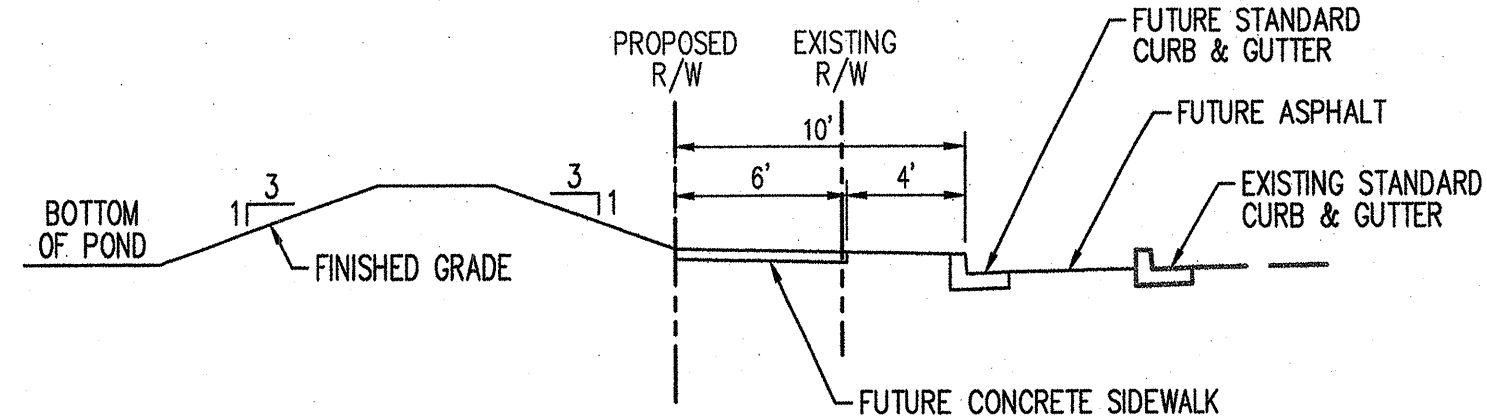 FUTURE STANDARD
CURB & GUTTER
PROPOSED
R/W
EXISTING
R/W
FUTURE ASPHALT
10'
6'
4'
3
1
3
1
EXISTING STANDARD
CURB & GUTTER
BOTTOM
OF POND
FINISHED GRADE
FUTURE CONCRETE SIDEWALK